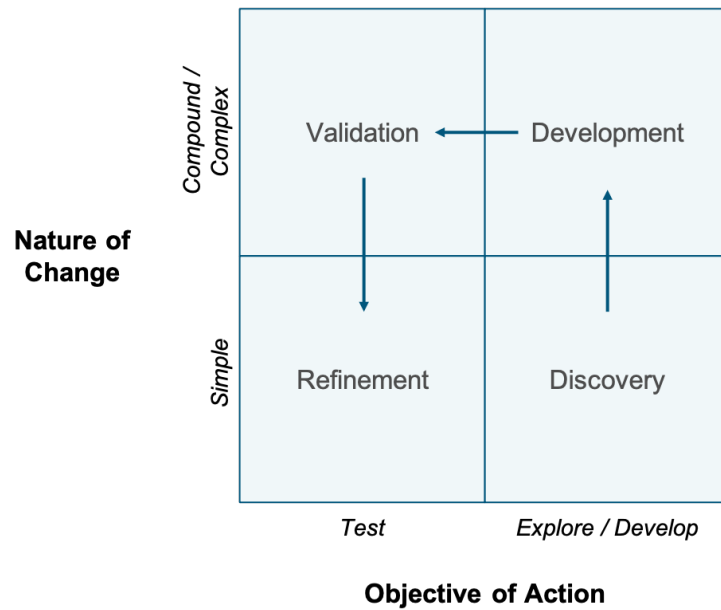 Compound /
Complex
Validation
Development
Nature of
Change
Simple
Refinement
Discovery
Test
Explore / Develop
Objective of Action